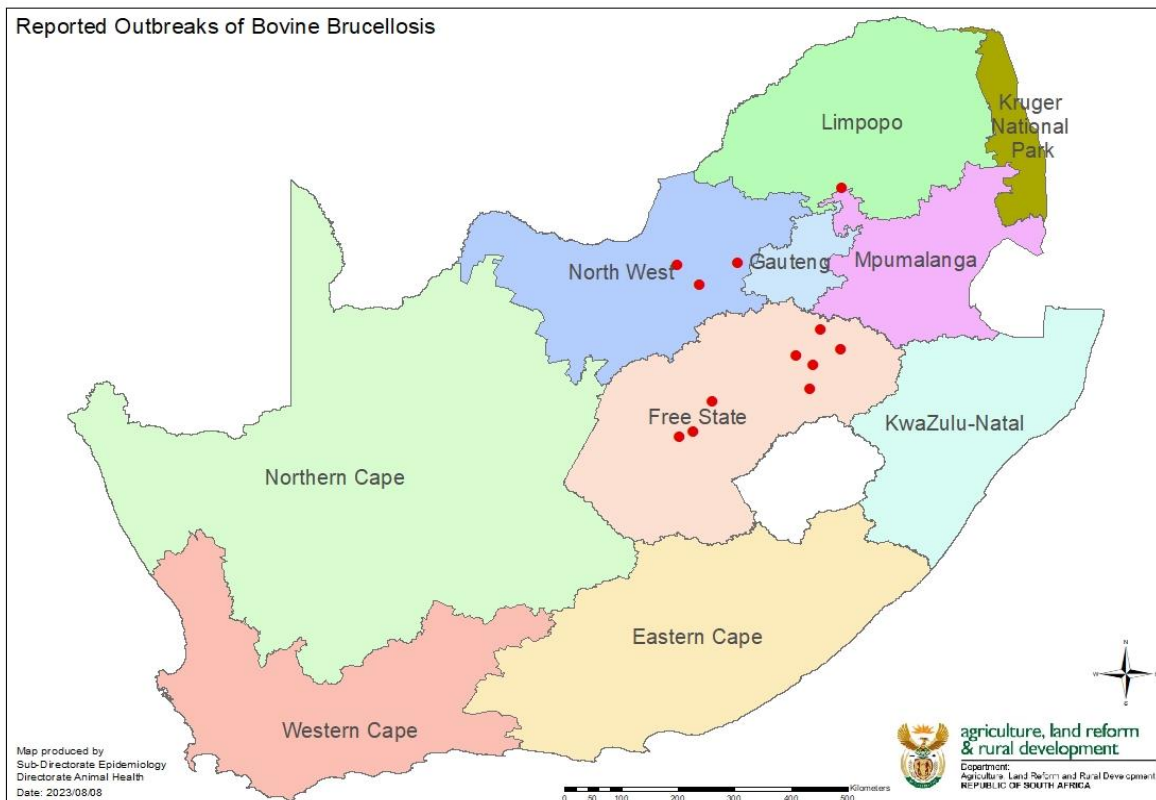 Reported Outbreaks of Bovine Brucellosis
Limpopo
Kruger
National
Park
North West
Gauteng
Mpumalanga
Free State
KwaZulu-Natal
Northern Cape
Eastern Cape
Western Cape
N
W
S
Map produced by
Sub-Directorate Epidemiology
Directorate Animal Health
Date: 2023/08/08
Kilometers
0 50 100 200 300 400 500
agriculture, land reform
& rural development
Department:
Agriculture, Land Reform and Rural Development
REPUBLIC OF SOUTH AFRICA